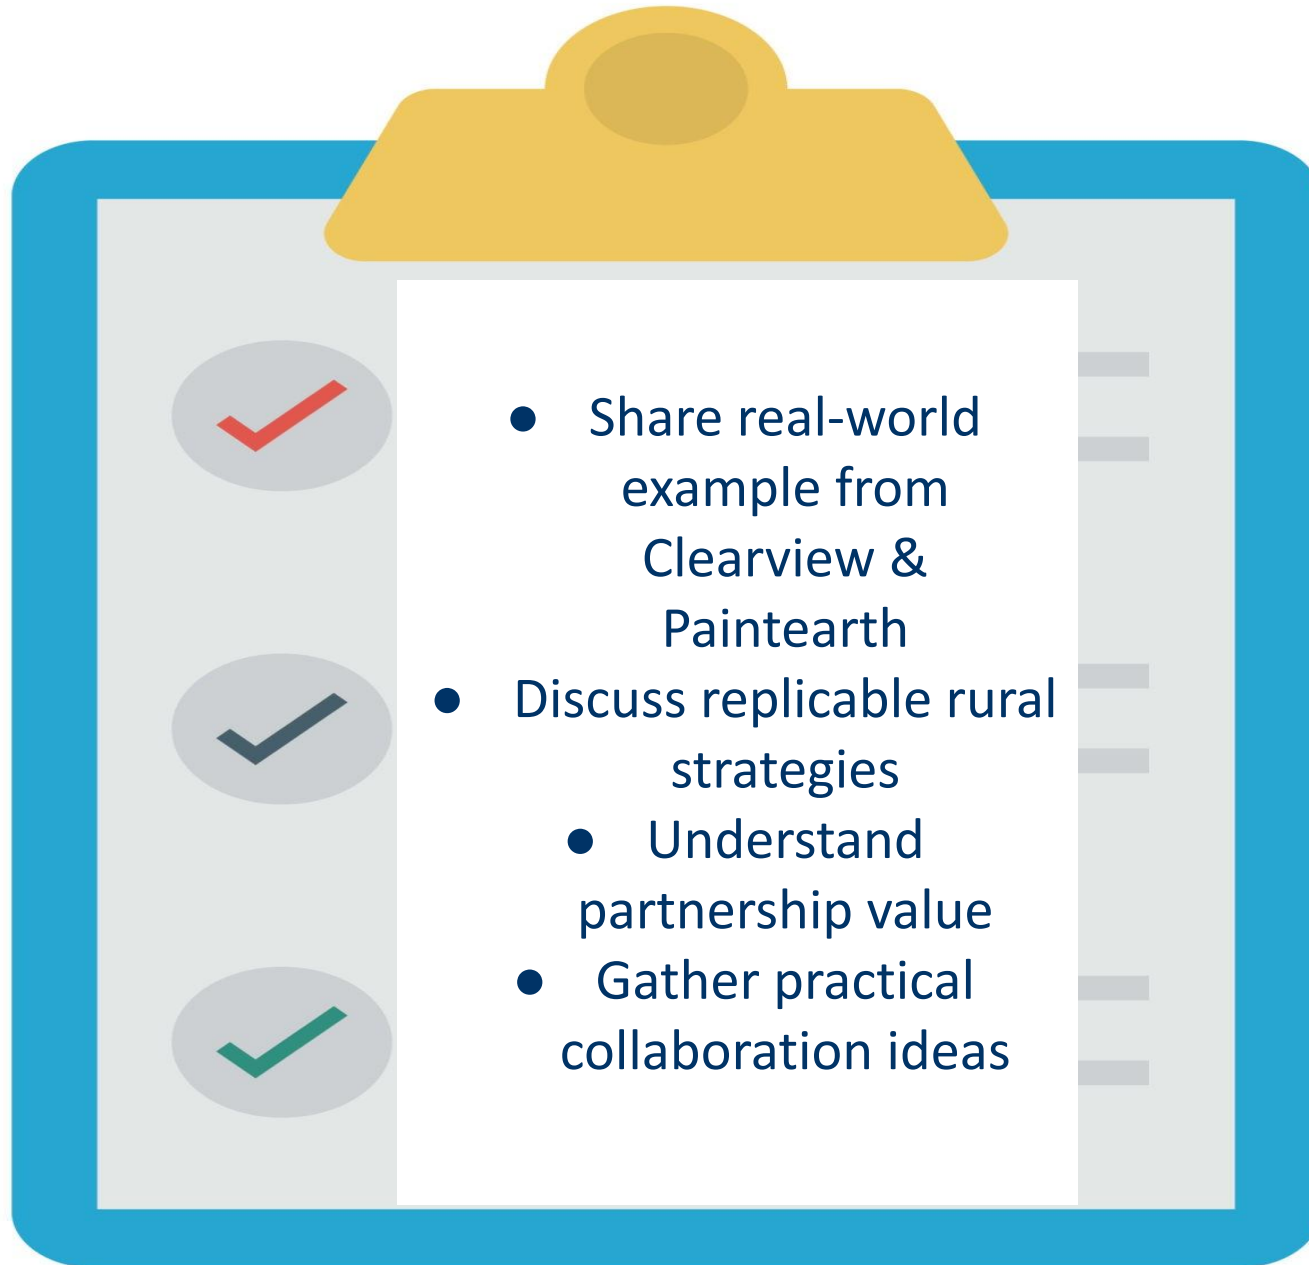 ● Share real-world
example from
Clearview &
Paintearth
● Discuss replicable rural
strategies
● Understand
partnership value
● Gather practical
collaboration ideas